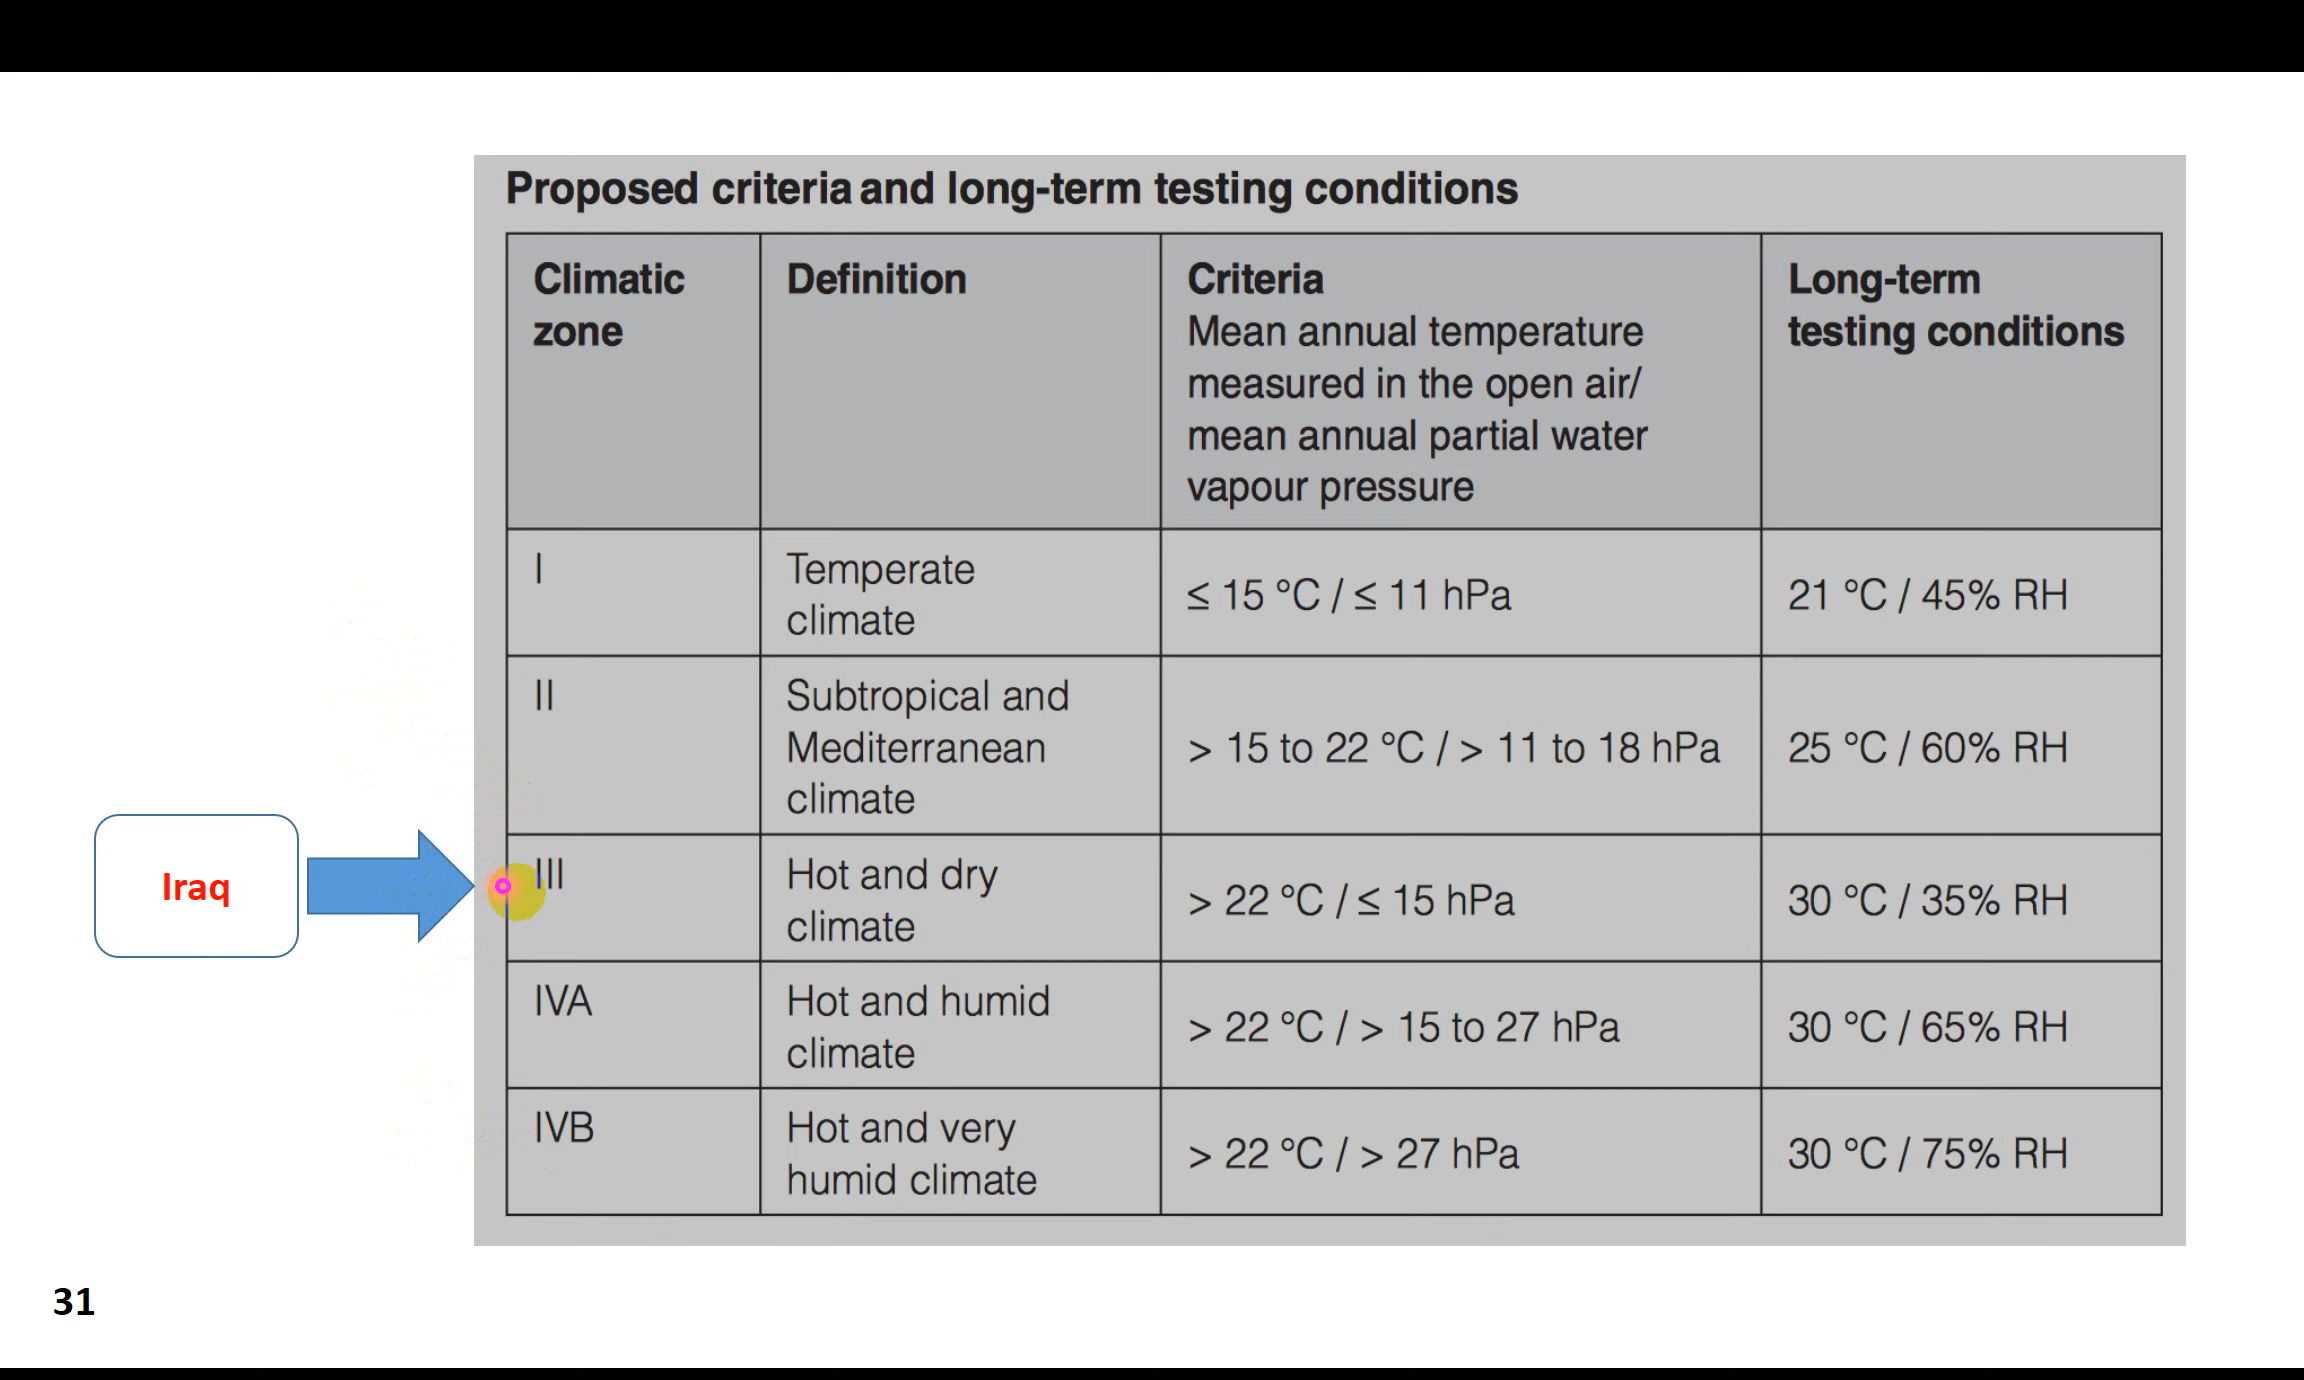 Proposed criteria and long-term testing conditions
Climatic
zone
Definition
Criteria
Mean annual temperature
measured in the open air/
mean annual partial water
vapour pressure
Long-term
testing conditions
I
Temperate
climate
≤ 15 °C / ≤ 11 hPa
21 °C / 45% RH
II
Subtropical and
Mediterranean
climate
> 15 to 22 °C / > 11 to 18 hPa
25 °C / 60% RH
Iraq
III
Hot and dry
climate
> 22 °C / ≤ 15 hPa
30 °C / 35% RH
IVA
Hot and humid
climate
> 22 °C / > 15 to 27 hPa
30 °C / 65% RH
IVB
Hot and very
humid climate
> 22 °C / > 27 hPa
30 °C / 75% RH
31